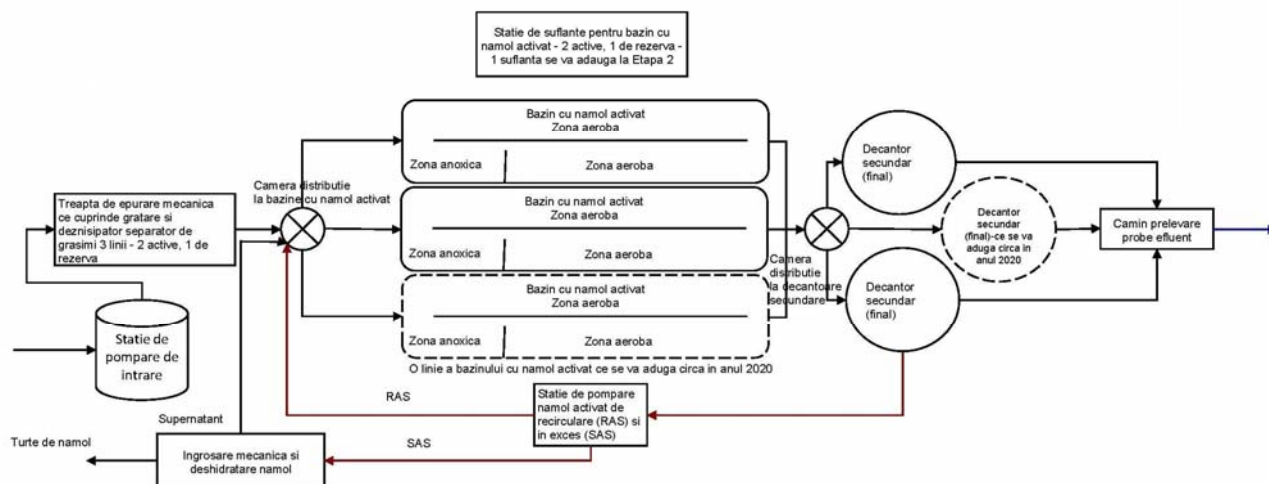 Statie de suflante pentru bazin cu
namol activat - 2 active, 1 de rezerva -
1 suflanta se va adauga la Etapa 2
Bazin cu namol activat
Zona aeroba
Zona anoxica
Zona aeroba
Camera distributie
la bazine cu namol activat
Treapta de epurare mecanica
ce cuprinde gratare si
deznisipator separator de
grasimi 3 linii - 2 active, 1 de
rezerva
Bazin cu namol activat
Zona aeroba
Zona anoxica
Zona aeroba
Bazin cu namol activat
Zona aeroba
Zona anoxica
Zona aeroba
O linie a bazinului cu namol activat ce se va aduga circa in anul 2020
Camera
distributie
la decantoare
secundare
Decantor
secundar
(final)
Decantor
secundar
(final)-ce se va
aduga circa in
anul 2020
Decantor
secundar
(final)
Camin prelevare
probe efluent
Statie de
pompare de
intrare
RAS
Statie de pompare
namol activat de
recirculare (RAS) si
in exces (SAS)
Supernatant
SAS
Turte de namol
Ingrosare mecanica si
deshidratare namol